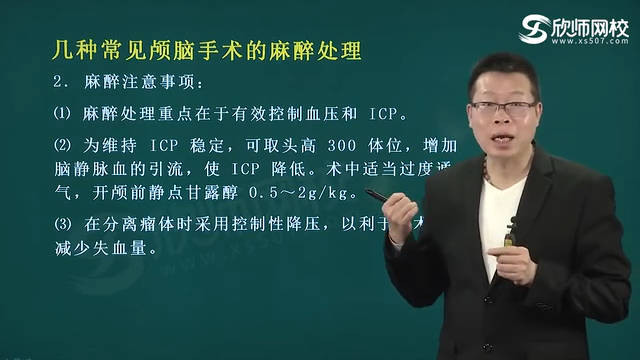 欣师网校
www.xs507.com
几种常见颅脑手术的麻醉处理
2. 麻醉注意事项：
⑴ 麻醉处理重点在于有效控制血压和 ICP。
⑵ 为维持 ICP 稳定，可取头高 300 体位，增加
脑静脉血的引流，使 ICP 降低。术中适当过度通
气，开颅前静点甘露醇 0.5～2g/kg。
⑶ 在分离瘤体时采用控制性降压，以利于 术
减少失血量。